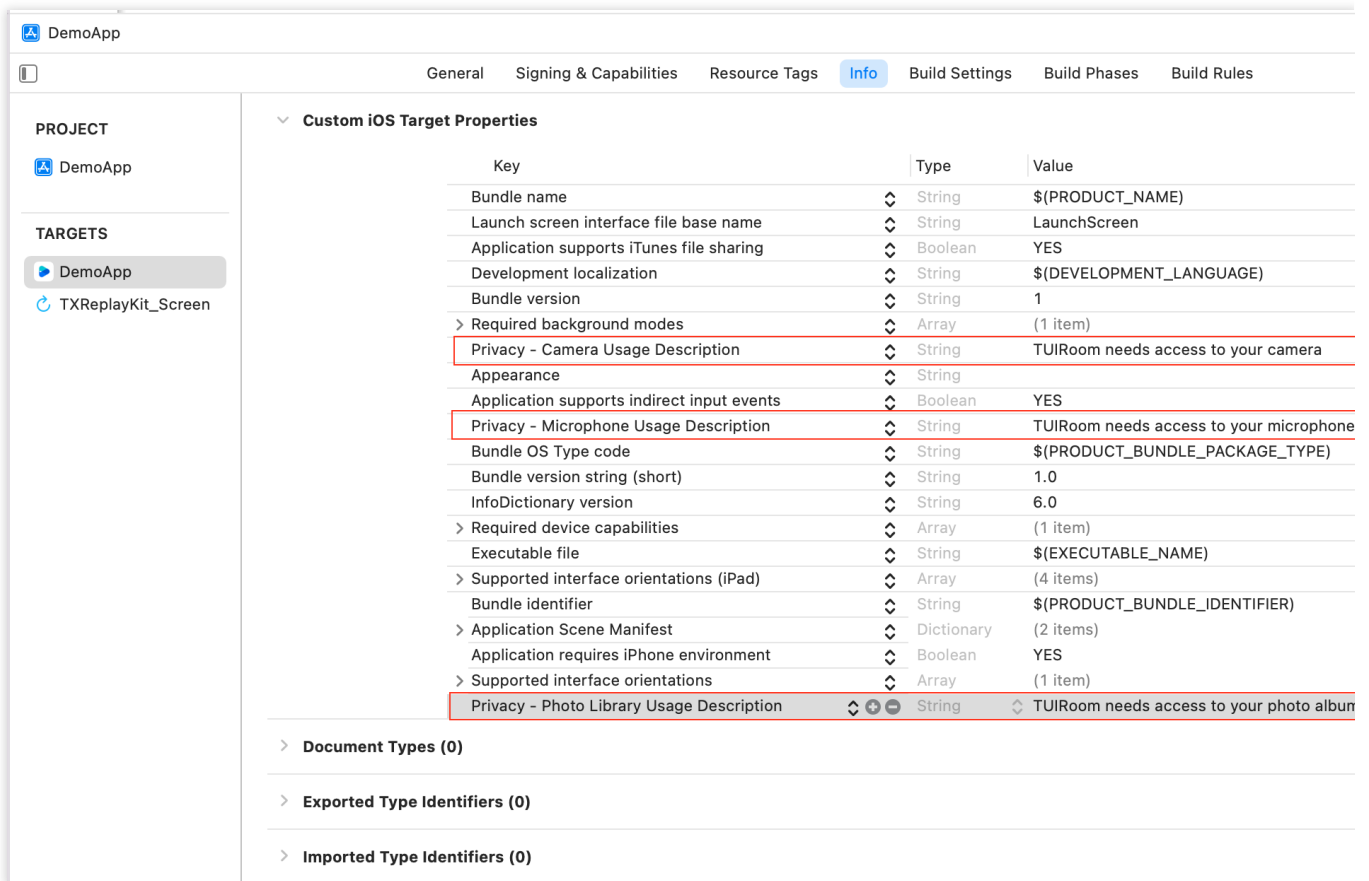 DemoApp
General Signing & Capabilities Resource Tags Info Build Settings Build Phases Build Rules
PROJECT
DemoApp
TARGETS
DemoApp
TXReplayKit_Screen
Custom iOS Target Properties
Key Type Value
Bundle name String $(PRODUCT_NAME)
Launch screen interface file base name String LaunchScreen
Application supports iTunes file sharing Boolean YES
Development localization String $(DEVELOPMENT_LANGUAGE)
Bundle version String 1
Required background modes Array (1 item)
Privacy - Camera Usage Description String TUIRoom needs access to your camera
Appearance String
Application supports indirect input events Boolean YES
Privacy - Microphone Usage Description String TUIRoom needs access to your microphone
Bundle OS Type code String $(PRODUCT_BUNDLE_PACKAGE_TYPE)
Bundle version string (short) String 1.0
InfoDictionary version String 6.0
Required device capabilities Array (1 item)
Executable file String $(EXECUTABLE_NAME)
Supported interface orientations (iPad) Array (4 items)
Bundle identifier String $(PRODUCT_BUNDLE_IDENTIFIER)
Application Scene Manifest Dictionary (2 items)
Application requires iPhone environment Boolean YES
Supported interface orientations Array (1 item)
Privacy - Photo Library Usage Description String TUIRoom needs access to your photo album
Document Types (0)
Exported Type Identifiers (0)
Imported Type Identifiers (0)